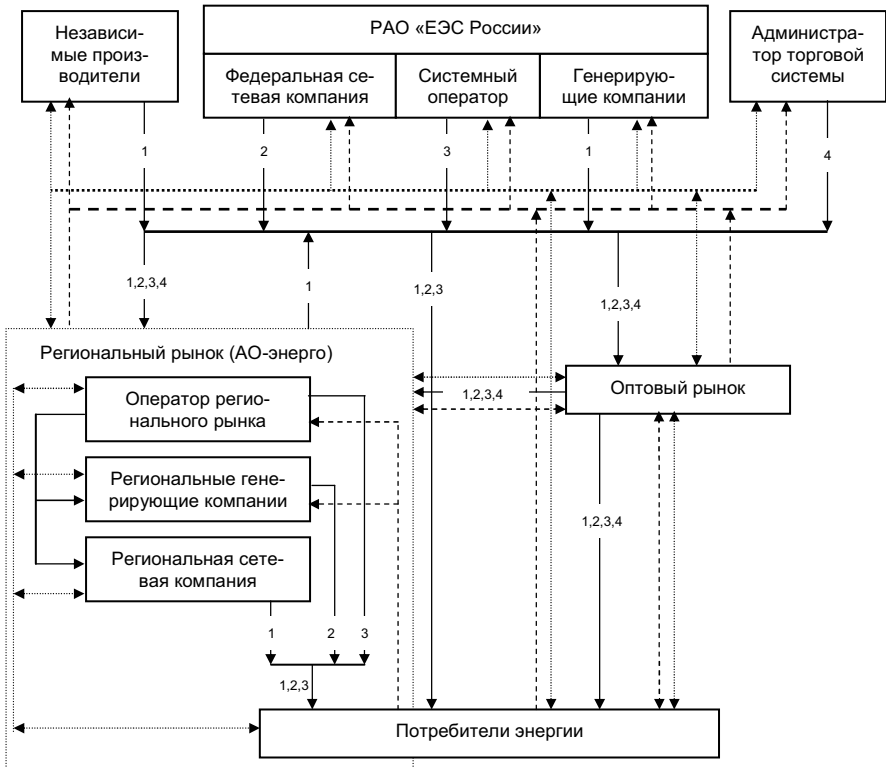 Независи-
мые произ-
водители
РАО «ЕЭС России»
Федеральная се-
тевая компания
Системный
оператор
Генерирую-
щие компании
Администра-
тор торговой
системы
1
2
3
1
4
1,2,3,4
1
1,2,3
1,2,3,4
Региональный рынок (АО-энерго)
Оператор регио-
нального рынка
1,2,3,4
Оптовый рынок
Региональные гене-
рирующие компании
1,2,3,4
Региональная сете-
вая компания
1
2
3
1,2,3
Потребители энергии